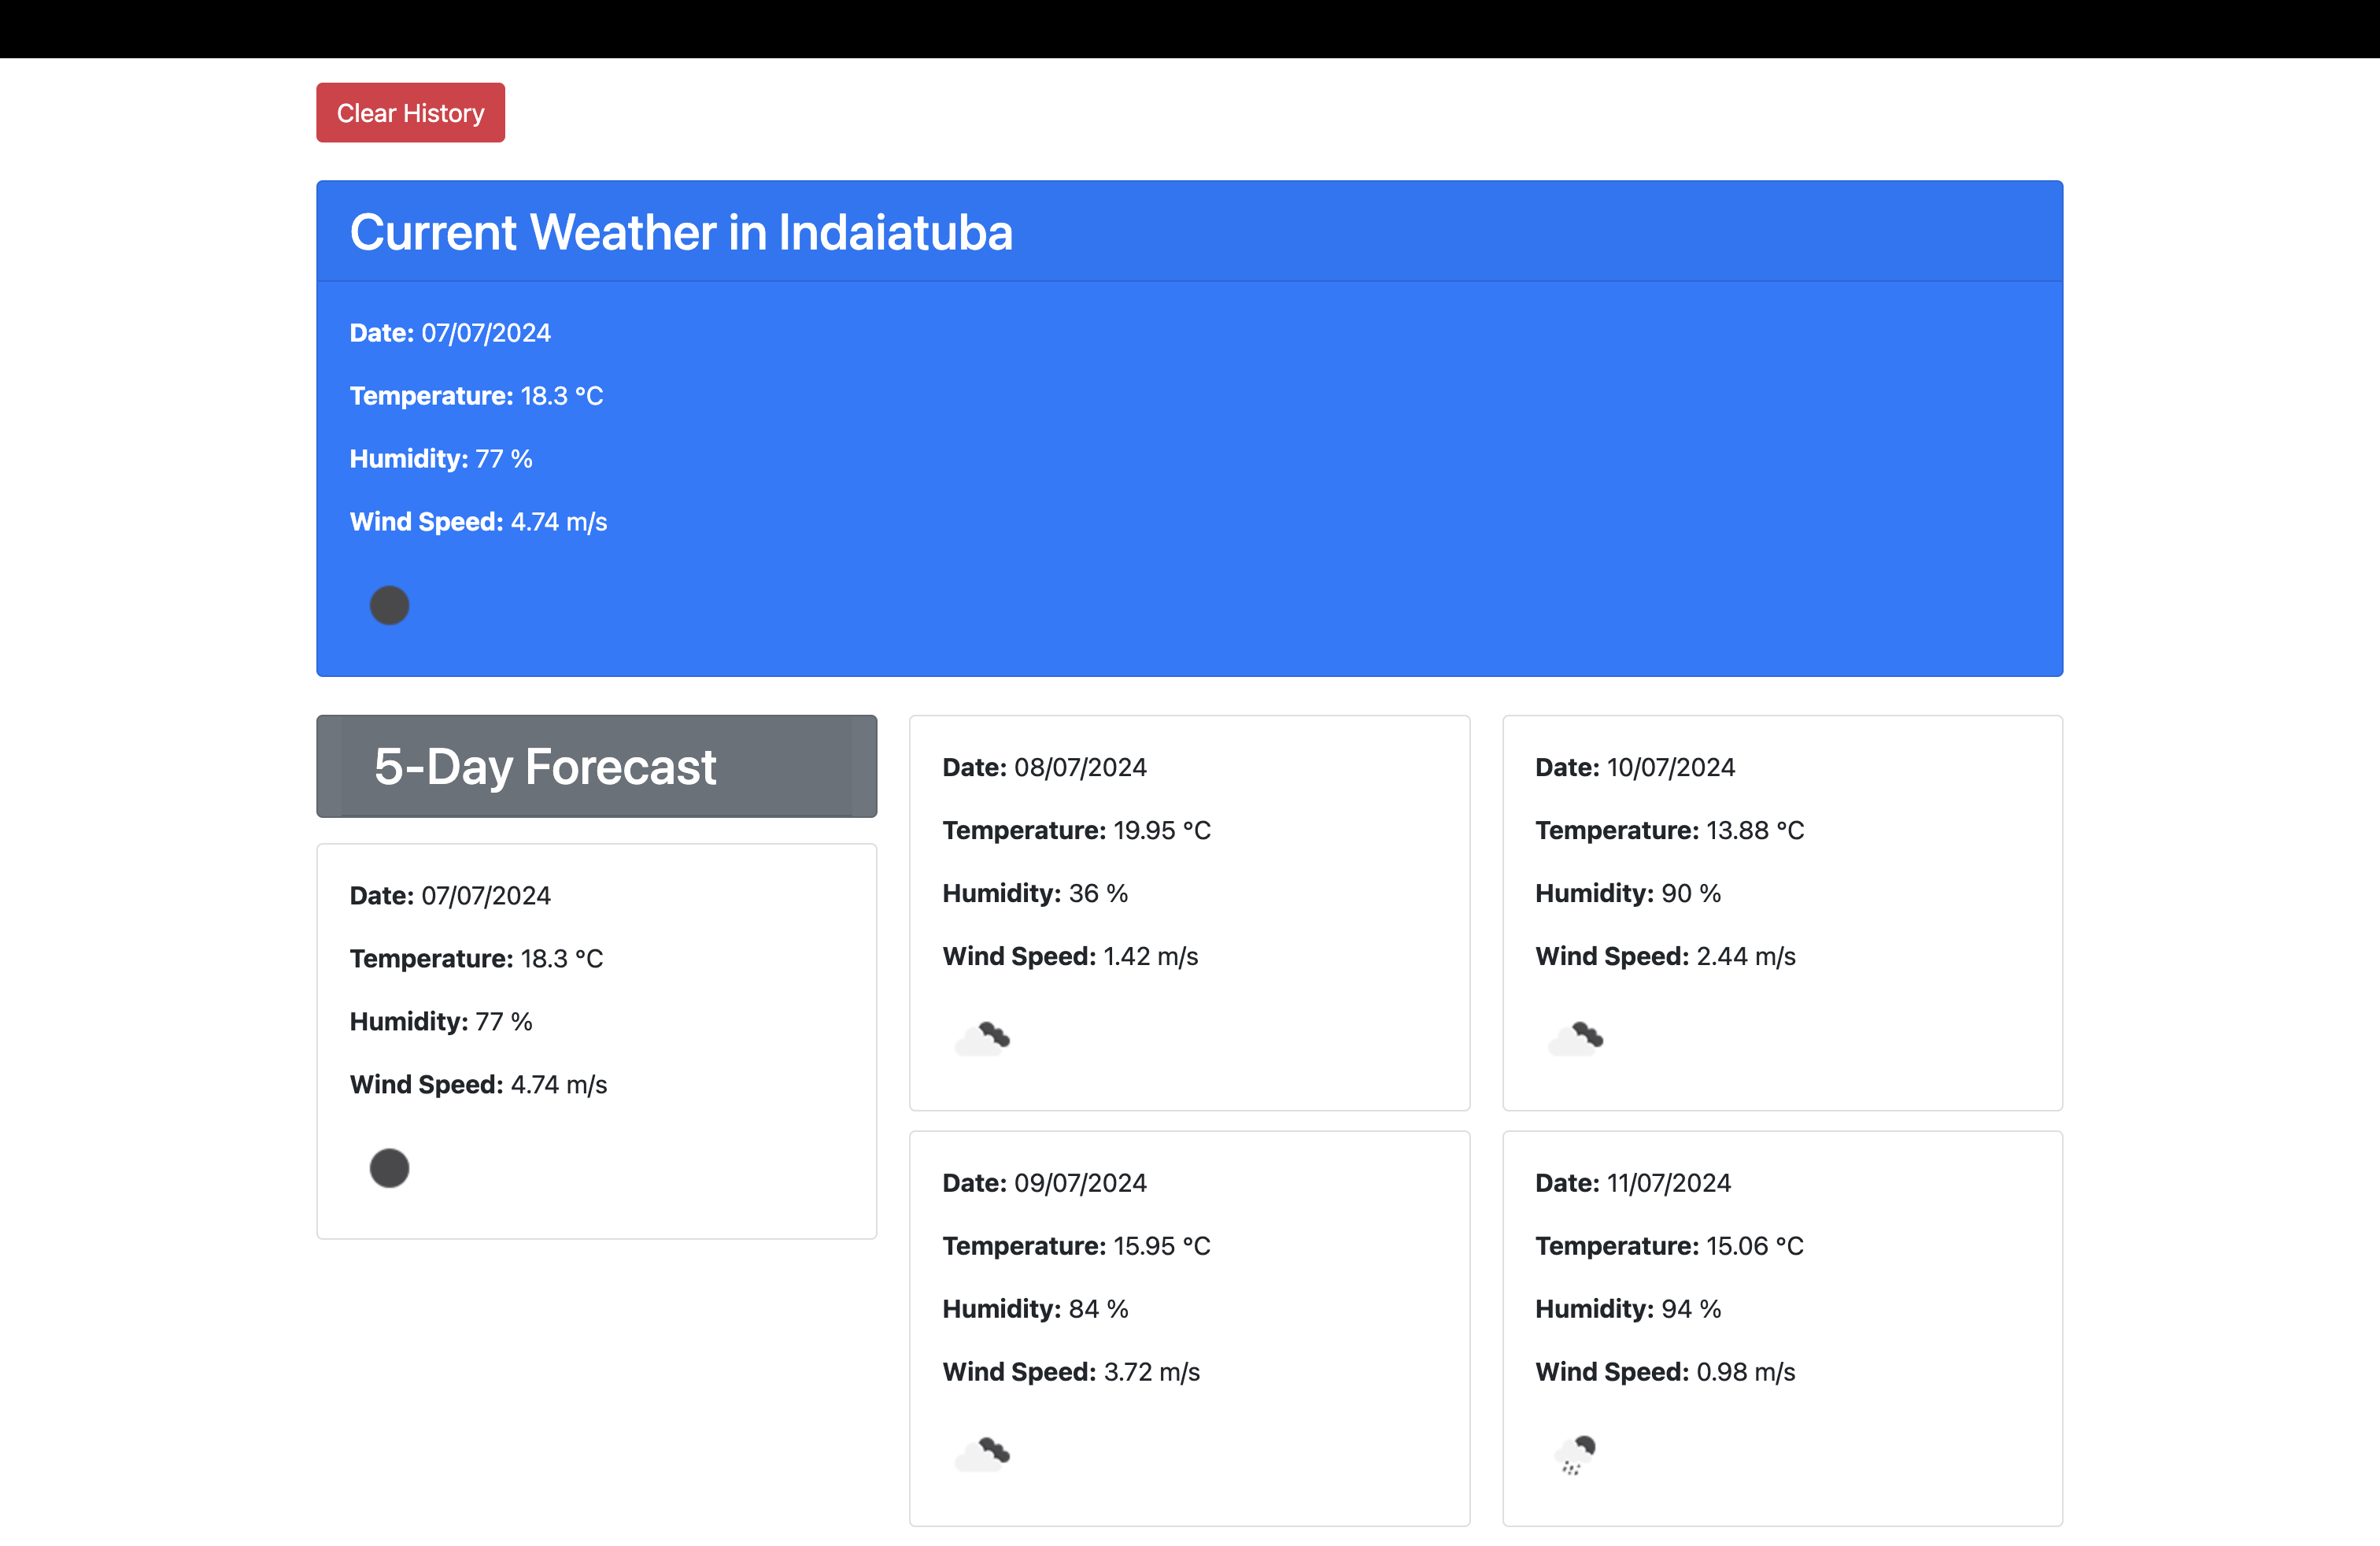 Clear History
Current Weather in Indaiatuba
Date: 07/07/2024
Temperature: 18.3 °C
Humidity: 77 %
Wind Speed: 4.74 m/s
5-Day Forecast
Date: 07/07/2024
Temperature: 18.3 °C
Humidity: 77 %
Wind Speed: 4.74 m/s
Date: 08/07/2024
Temperature: 19.95 °C
Humidity: 36 %
Wind Speed: 1.42 m/s
Date: 09/07/2024
Temperature: 15.95 °C
Humidity: 84 %
Wind Speed: 3.72 m/s
Date: 10/07/2024
Temperature: 13.88 °C
Humidity: 90 %
Wind Speed: 2.44 m/s
Date: 11/07/2024
Temperature: 15.06 °C
Humidity: 94 %
Wind Speed: 0.98 m/s